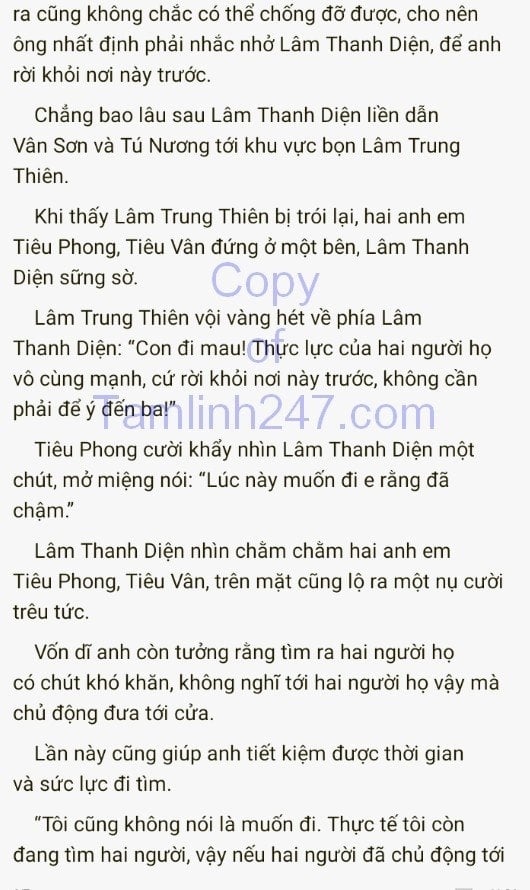 ra cũng không chắc có thể chống đỡ được, cho nên
ông nhất định phải nhắc nhở Lâm Thanh Diện, để anh
rời khỏi nơi này trước.
Chẳng bao lâu sau Lâm Thanh Diện liền dẫn
Vân Sơn và Tú Nương tới khu vực bọn Lâm Trung
Thiên.
Khi thấy Lâm Trung Thiên bị trói lại, hai anh em
Tiêu Phong, Tiêu Vân đứng ở một bên, Lâm Thanh
Diện sững sờ.
Copy
Lâm Trung Thiên vội vàng hét về phía Lâm
Thanh Diện: “Con đi mau! Thực lực của hai người họ
of
vô cùng mạnh, cứ rời khỏi nơi này trước, không cần
phải để ý đến ba!”
Tamlinh247.com
Tiêu Phong cười khẩy nhìn Lâm Thanh Diện một
chút, mở miệng nói: “Lúc này muốn đi e rằng đã
chậm.”
Lâm Thanh Diện nhìn chằm chằm hai anh em
Tiêu Phong, Tiêu Vân, trên mặt cũng lộ ra một nụ cười
trêu tức.
Vốn dĩ anh còn tưởng rằng tìm ra hai người họ
có chút khó khăn, không nghĩ tới hai người họ vậy mà
chủ động đưa tới cửa.
Lần này cũng giúp anh tiết kiệm được thời gian
và sức lực đi tìm.
“Tôi cũng không nói là muốn đi. Thực tế tôi còn
đang tìm hai người, vậy nếu hai người đã chủ động tới